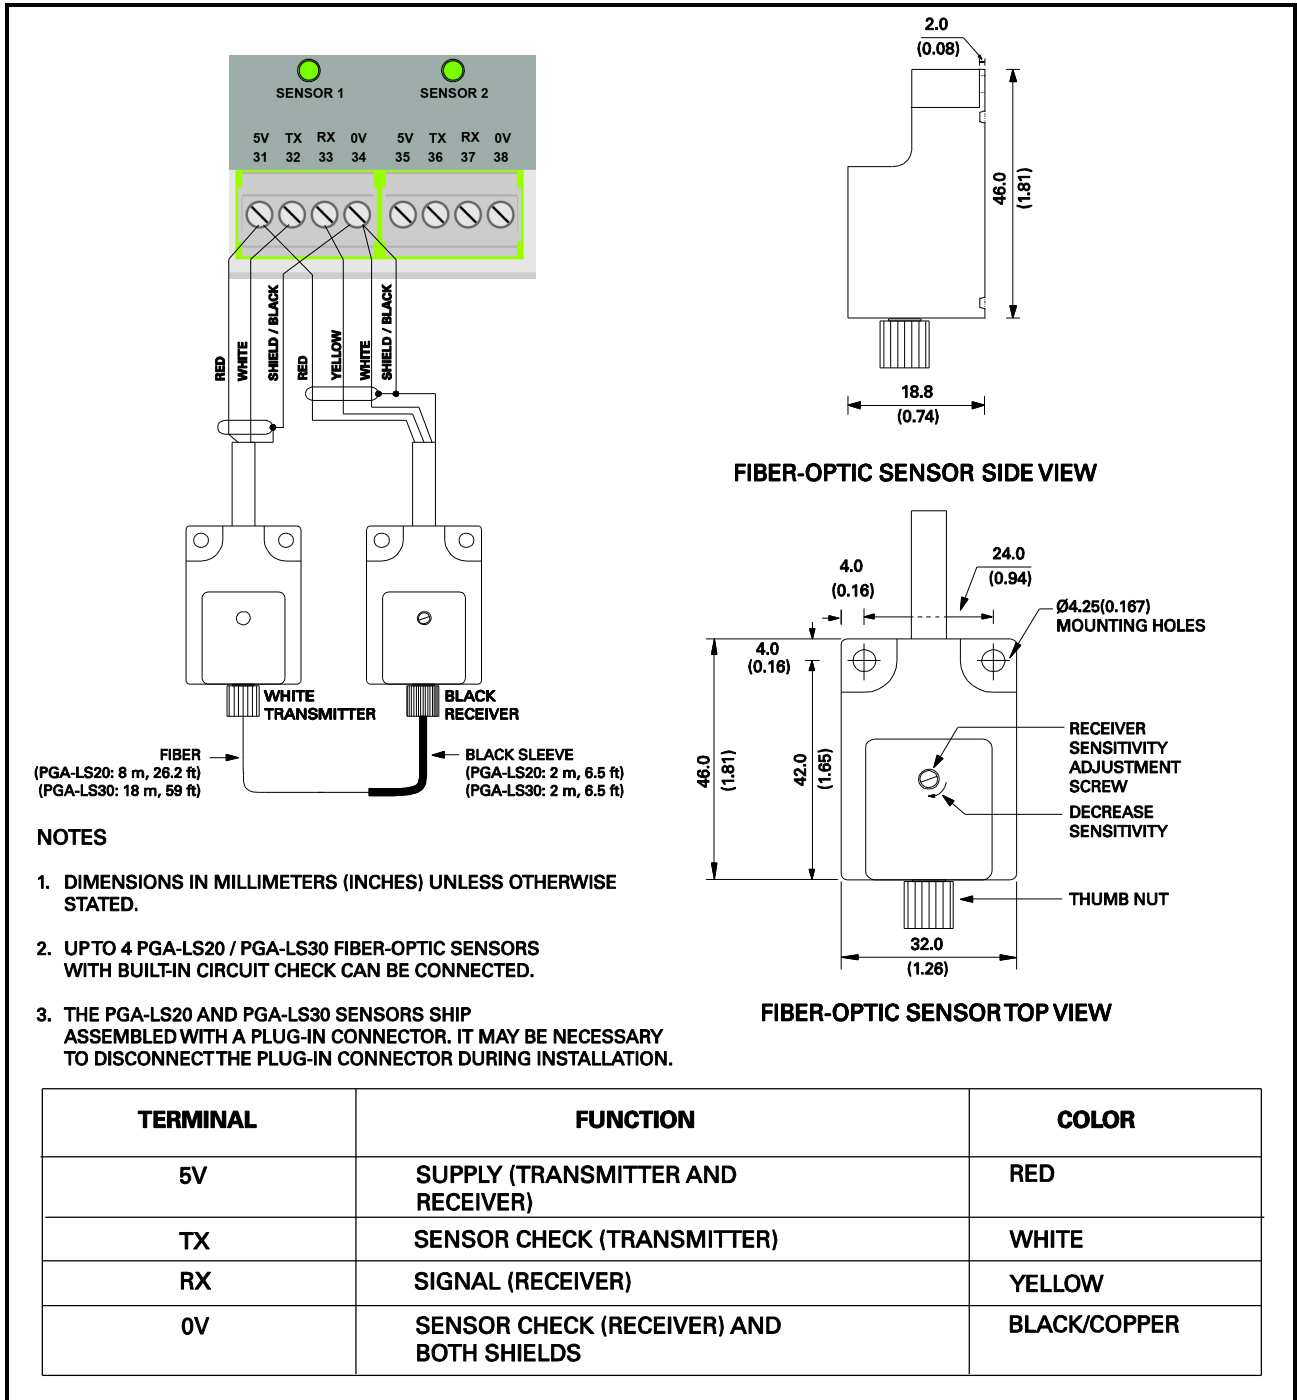 SENSOR 1
SENSOR 2
5V TX RX 0V 5V TX RX 0V
31 32 33 34 35 36 37 38
RED
WHITE
SHIELD / BLACK
RED
YELLOW
WHITE
SHIELD / BLACK
WHITE
TRANSMITTER
BLACK
RECEIVER
FIBER
(PGA-LS20: 8 m, 26.2 ft)
(PGA-LS30: 18 m, 59 ft)
BLACK SLEEVE
(PGA-LS20: 2 m, 6.5 ft)
(PGA-LS30: 2 m, 6.5 ft)
2.0
(0.08)
46.0
(1.81)
18.8
(0.74)
FIBER-OPTIC SENSOR SIDE VIEW
24.0
(0.94)
4.0
(0.16)
Ø4.25(0.167)
MOUNTING HOLES
4.0
(0.16)
46.0
(1.81)
42.0
(1.65)
RECEIVER
SENSITIVITY
ADJUSTMENT
SCREW
DECREASE
SENSITIVITY
THUMB NUT
32.0
(1.26)
FIBER-OPTIC SENSOR TOP VIEW
NOTES
1. DIMENSIONS IN MILLIMETERS (INCHES) UNLESS OTHERWISE
STATED.
2. UP TO 4 PGA-LS20 / PGA-LS30 FIBER-OPTIC SENSORS
WITH BUILT-IN CIRCUIT CHECK CAN BE CONNECTED.
3. THE PGA-LS20 AND PGA-LS30 SENSORS SHIP
ASSEMBLED WITH A PLUG-IN CONNECTOR. IT MAY BE NECESSARY
TO DISCONNECT THE PLUG-IN CONNECTOR DURING INSTALLATION.
TERMINAL FUNCTION COLOR
5V SUPPLY (TRANSMITTER AND RED
RECEIVER)
TX SENSOR CHECK (TRANSMITTER) WHITE
RX SIGNAL (RECEIVER) YELLOW
0V SENSOR CHECK (RECEIVER) AND BLACK/COPPER
BOTH SHIELDS